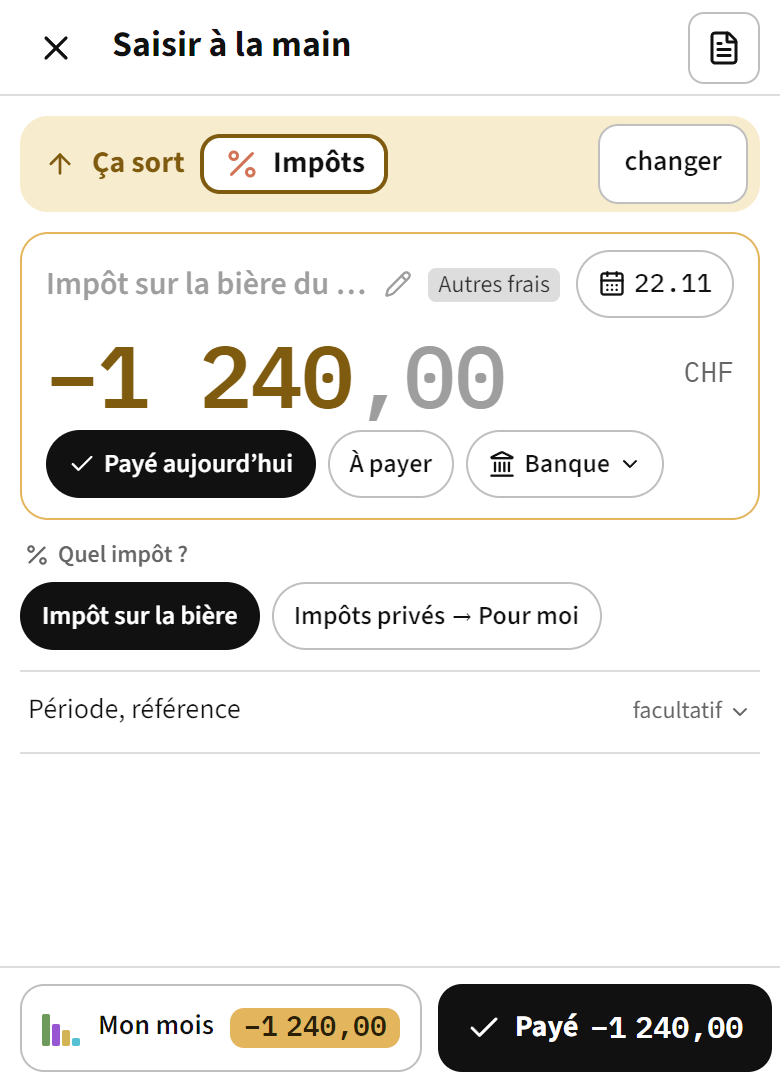 Saisir à la main
Ça sort Impôts changer
Impôt sur la bière du … Autres frais 22.11
−1 240,00 CHF
Payé aujourd’hui À payer Banque
Quel impôt ?
Impôt sur la bière Impôts privés → Pour moi
Période, référence facultatif
Mon mois −1 240,00 Payé −1 240,00